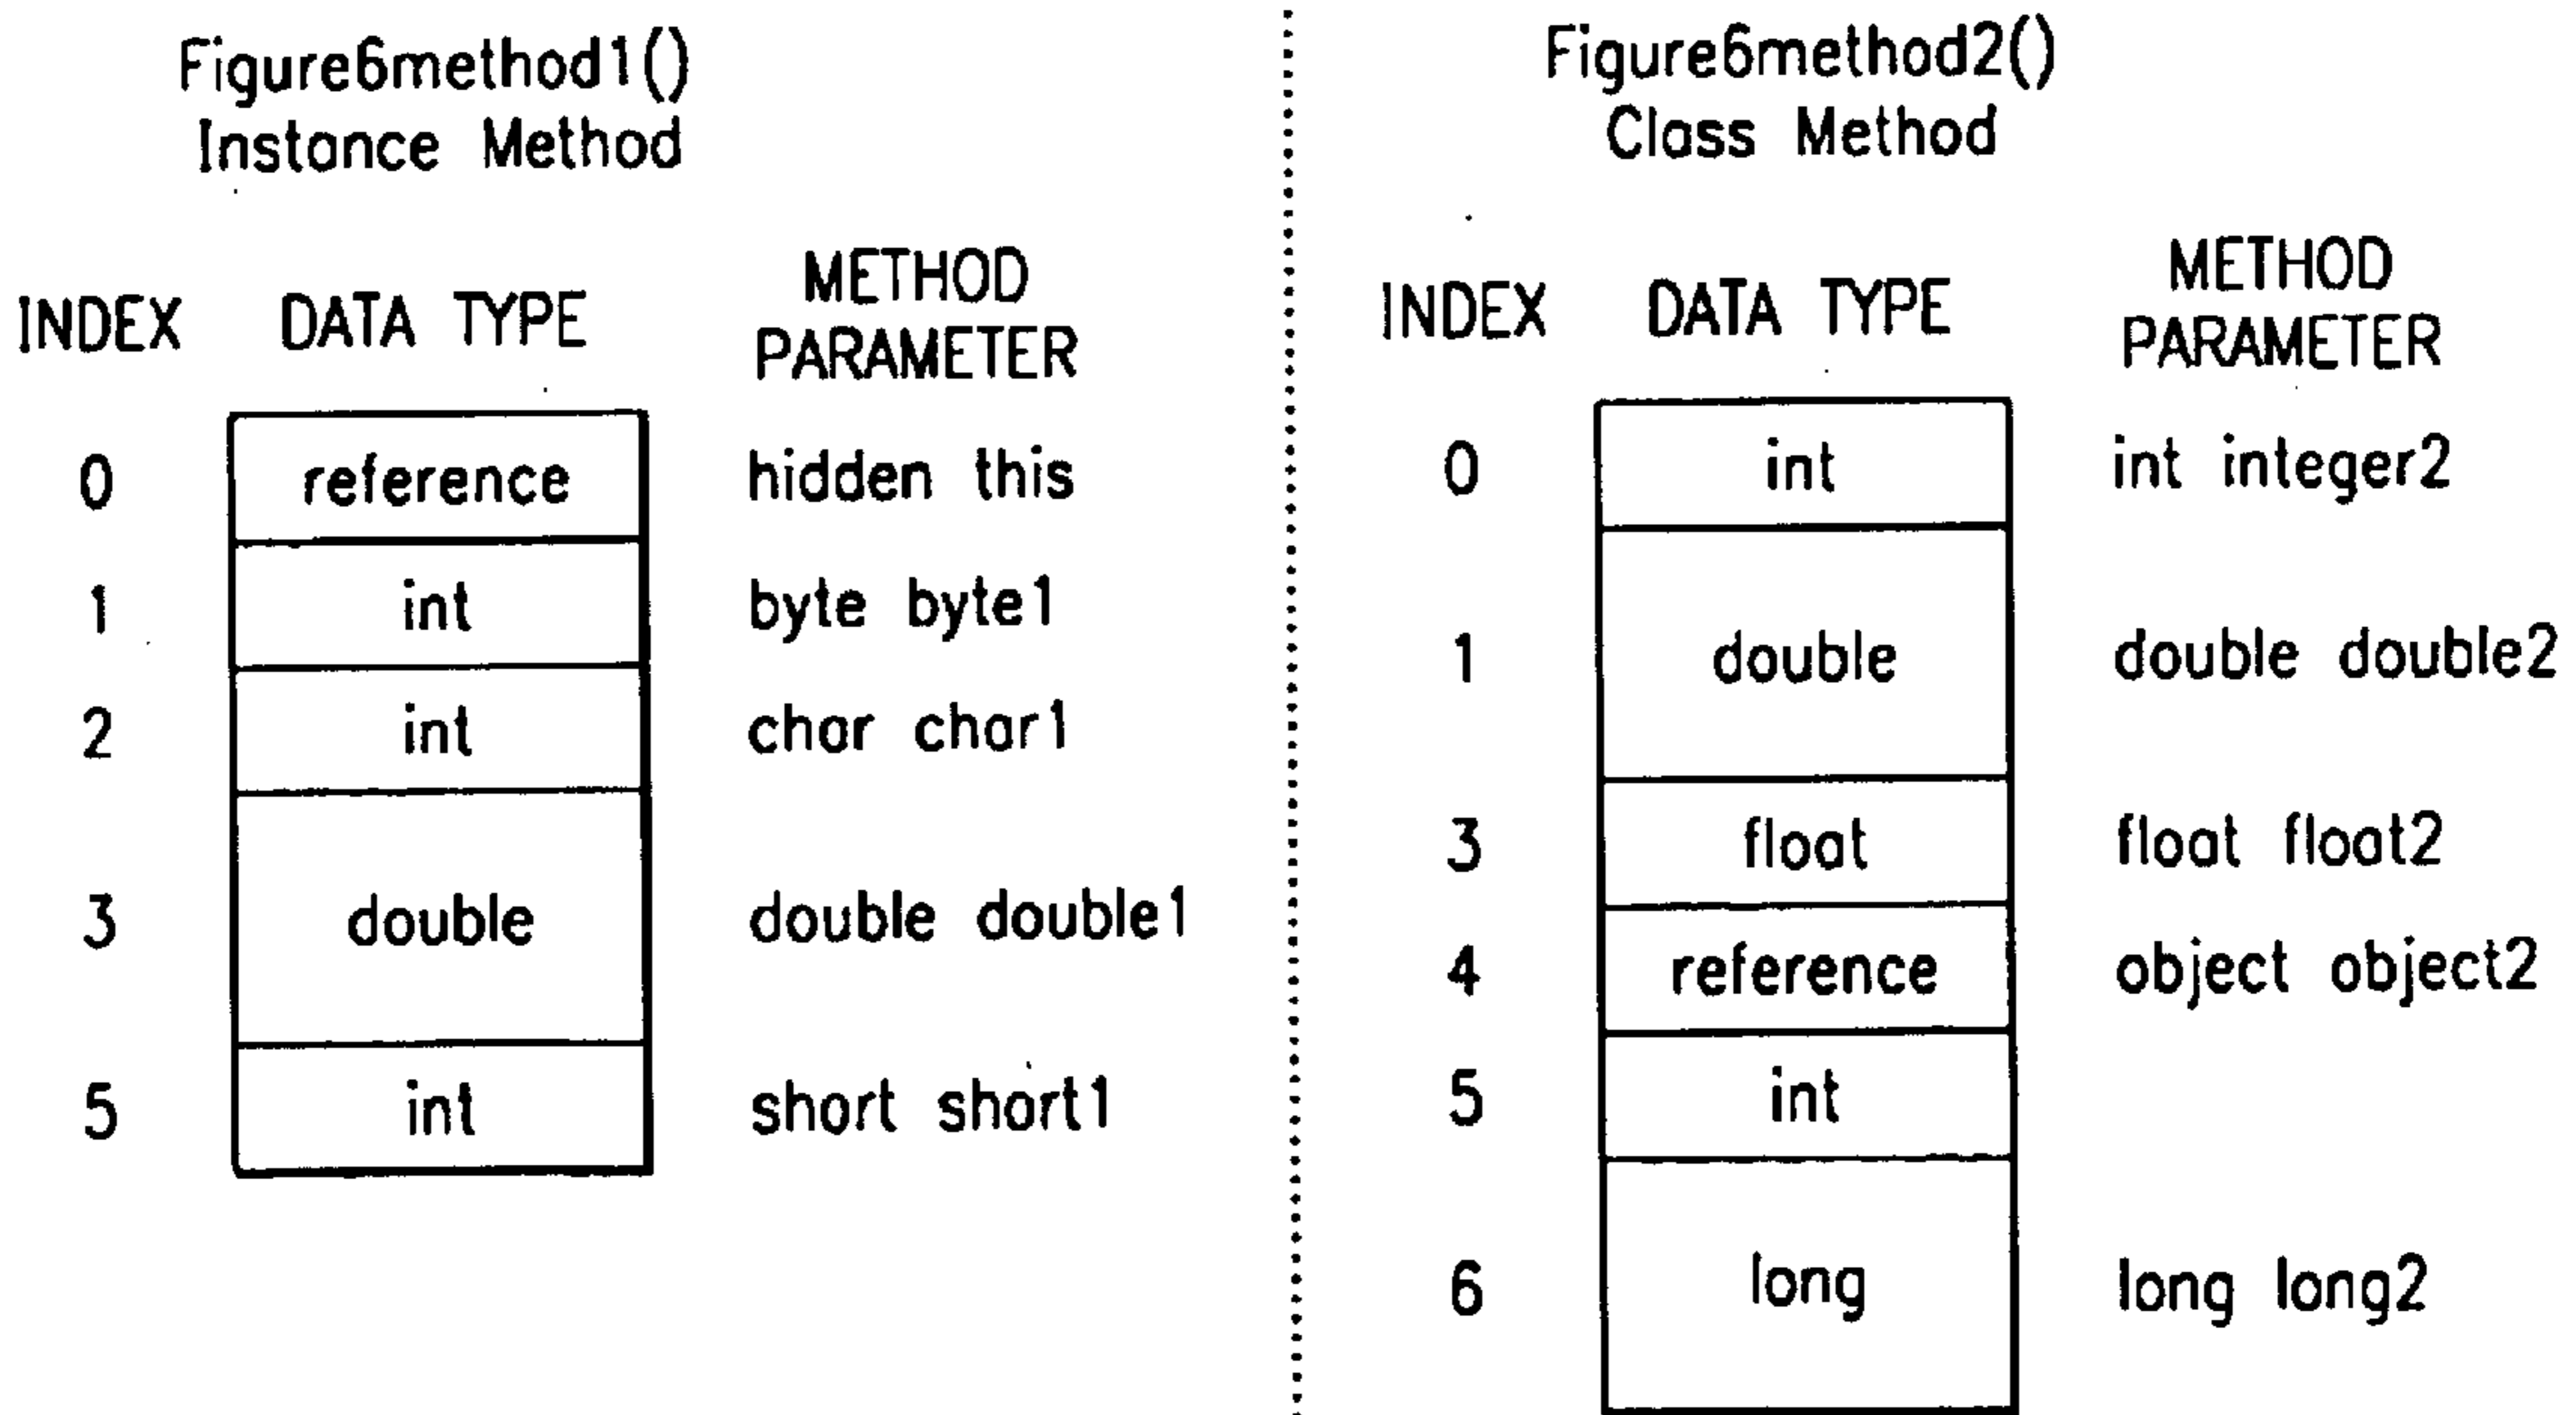 Figure6method1()
Instance Method
INDEX DATA TYPE METHOD PARAMETER
0 reference hidden this
1 int byte byte1
2 int char char1
3 double double double1
5 int short short1
Figure6method2()
Class Method
INDEX DATA TYPE METHOD PARAMETER
0 int int integer2
1 double double double2
3 float float float2
4 reference object object2
5 int
6 long long long2